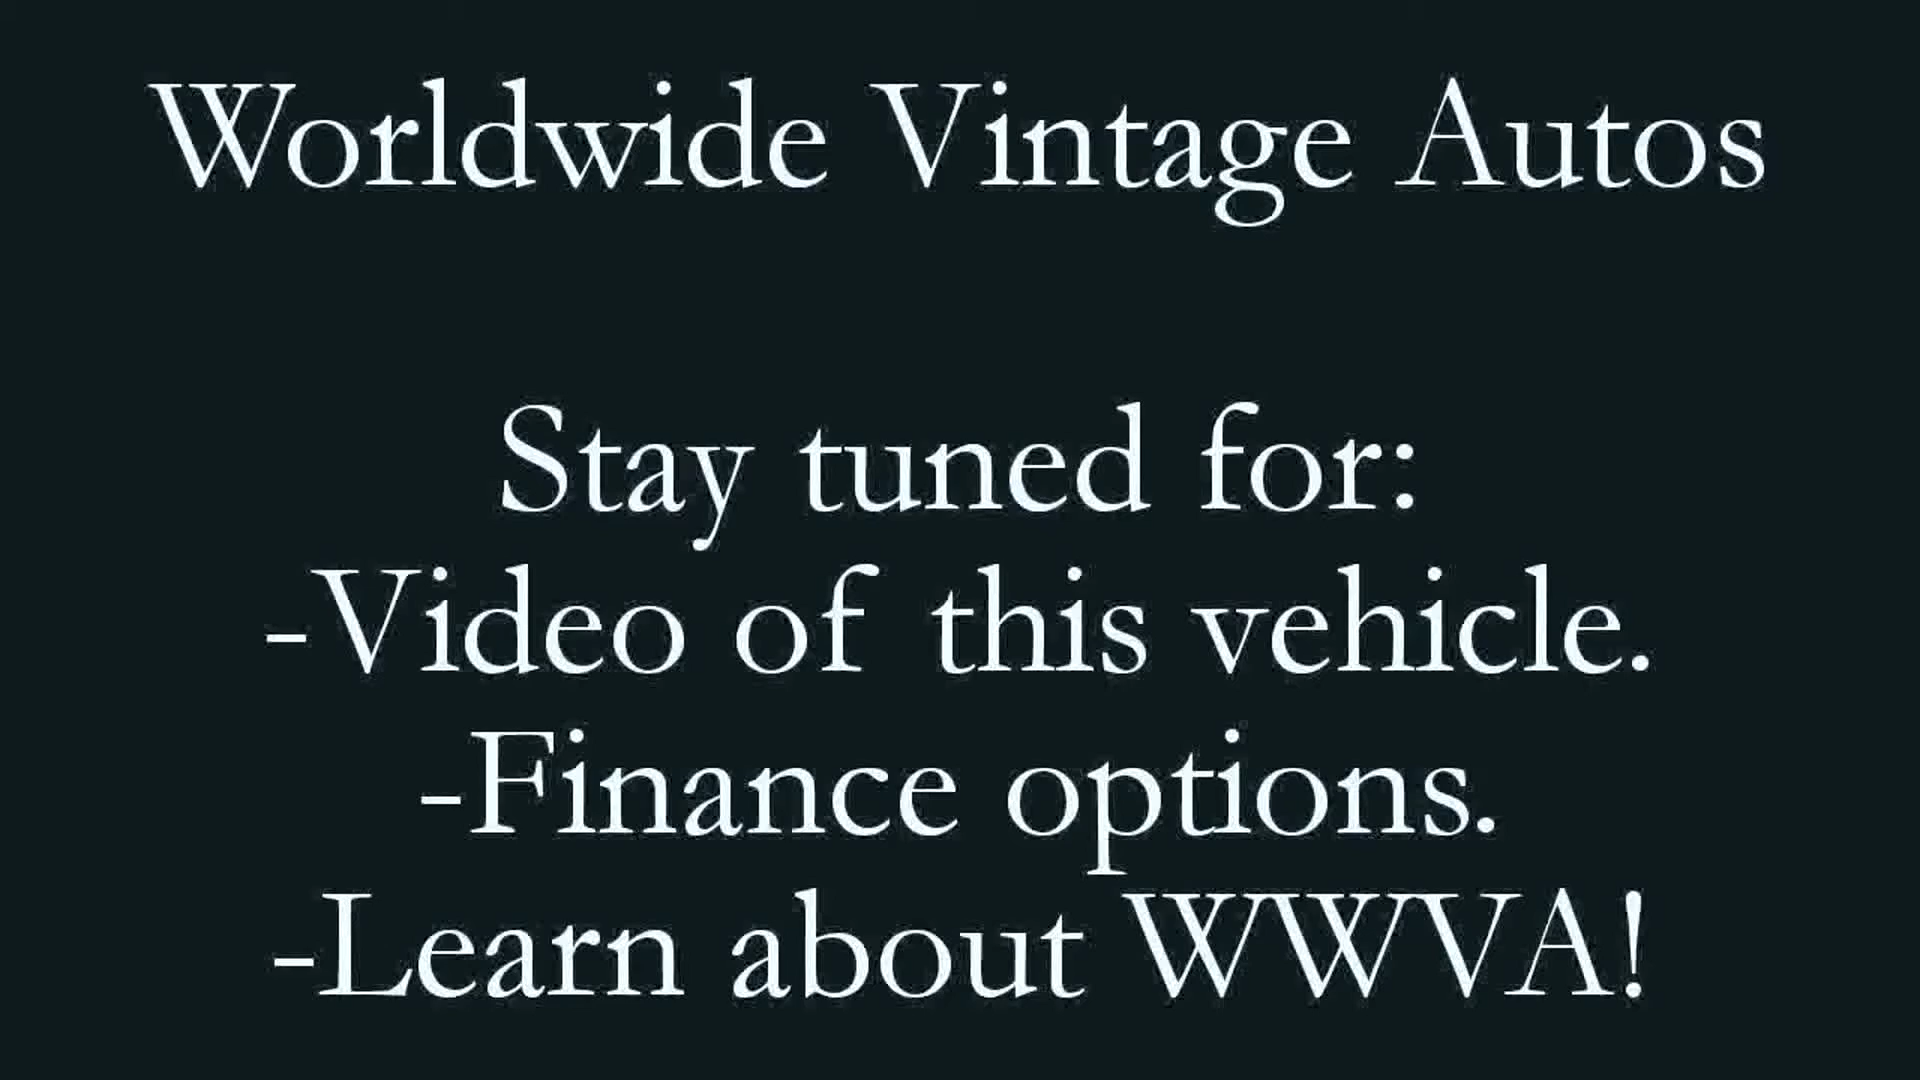 Worldwide Vintage Autos
Stay tuned for:
-Video of this vehicle.
-Finance options.
-Learn about WWVA!